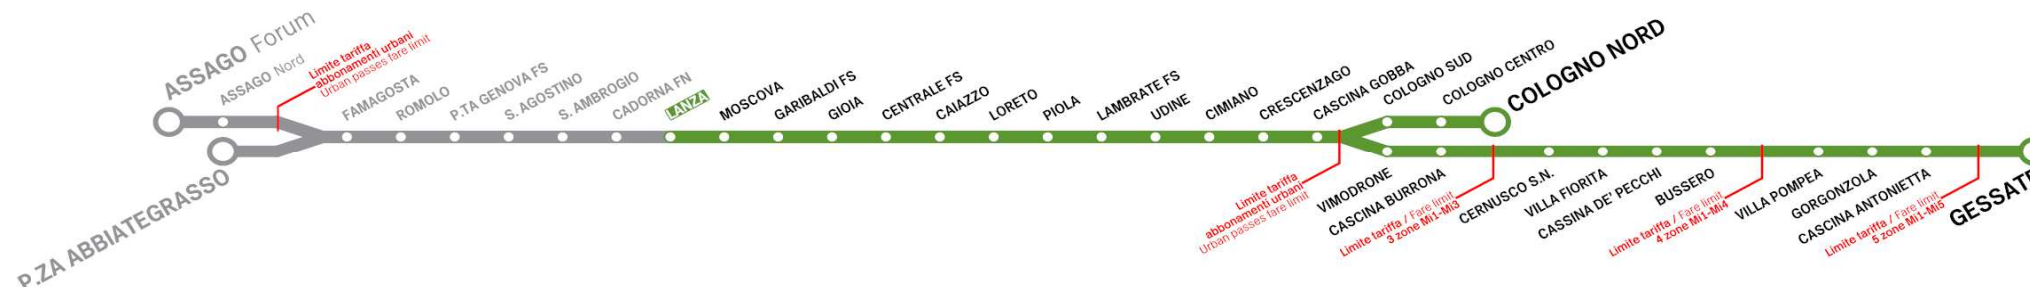 ASSAGO Forum
ASSAGO Nord
Limite tariffa
abbonamenti urbani
Urban passes fare limit
P.ZA ABBIATEGRASSO
FAMAGOSTA
ROMOLO
P.TA GENOVA FS
S. AGOSTINO
S. AMBROGIO
CADORNA FN
LANZA
MOSCOVA
GARIBALDI FS
GIOIA
CENTRALE FS
CAIAZZO
LORETO
PIOLA
LAMBRATE FS
UDINE
CIMIANO
CRESCENZAGO
CASCINA GOBBA
COLOGNO SUD
COLOGNO CENTRO
COLOGNO NORD
Limite tariffa
abbonamenti urbani
Urban passes fare limit
VIMODRONE
CASCINA BURRONA
Limite tariffa / Fare limit
3 zone Mi1-Mi3
CERNUSCO S.N.
VILLA FIORITA
CASSINA DE' PECCHI
BUSSERO
Limite tariffa / Fare limit
4 zone Mi1-Mi4
VILLA POMPEA
GORGONZOLA
CASCINA ANTONIETTA
Limite tariffa / Fare limit
5 zone Mi1-Mi5
GESSATE